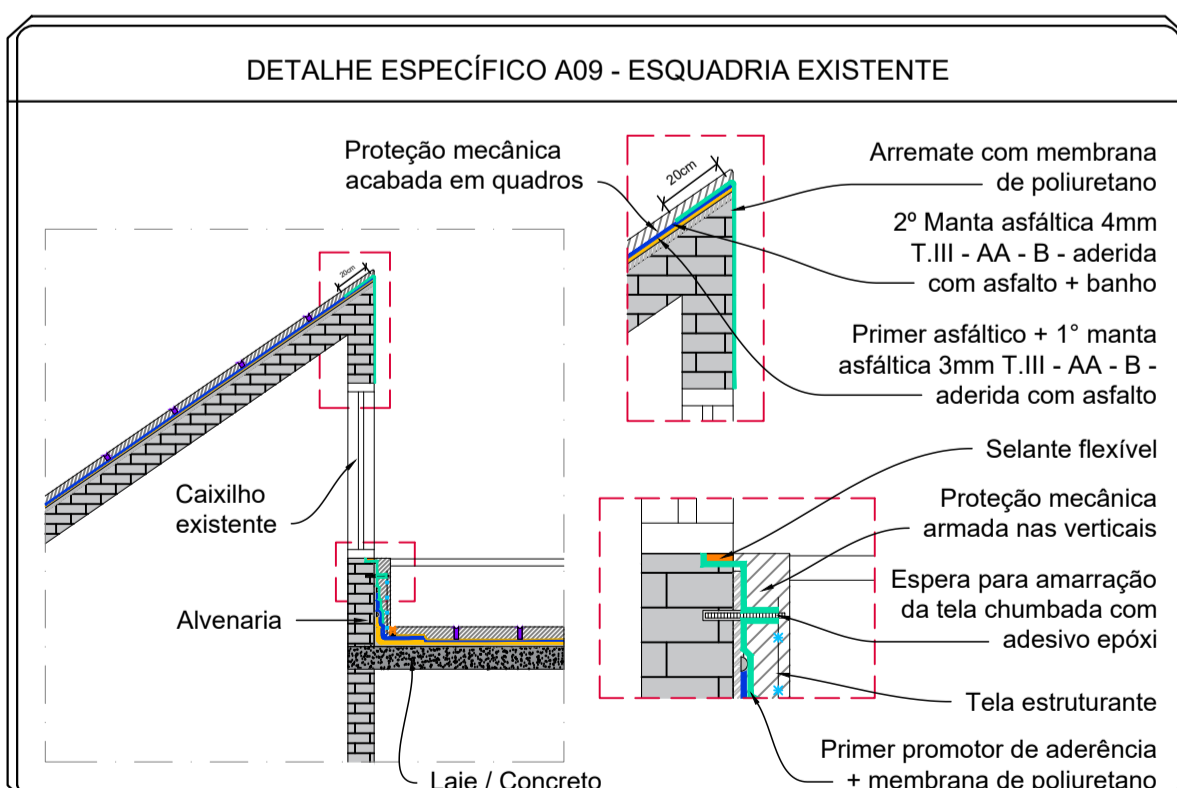 DETALHE ESPECÍFICO A09 - ESQUADRIA EXISTENTE
Proteção mecânica
acabada em quadros
20cm
Arremate com membrana
de poliuretano
2º Manta asfáltica 4mm
T.III - AA - B - aderida
com asfalto + banho
Primer asfáltico + 1° manta
asfáltica 3mm T.III - AA - B -
aderida com asfalto
20cm
Caixilho
existente
Alvenaria
Laje / Concreto
Selante flexível
Proteção mecânica
armada nas verticais
Espera para amarração
da tela chumbada com
adesivo epóxi
Tela estruturante
Primer promotor de aderência
+ membrana de poliuretano